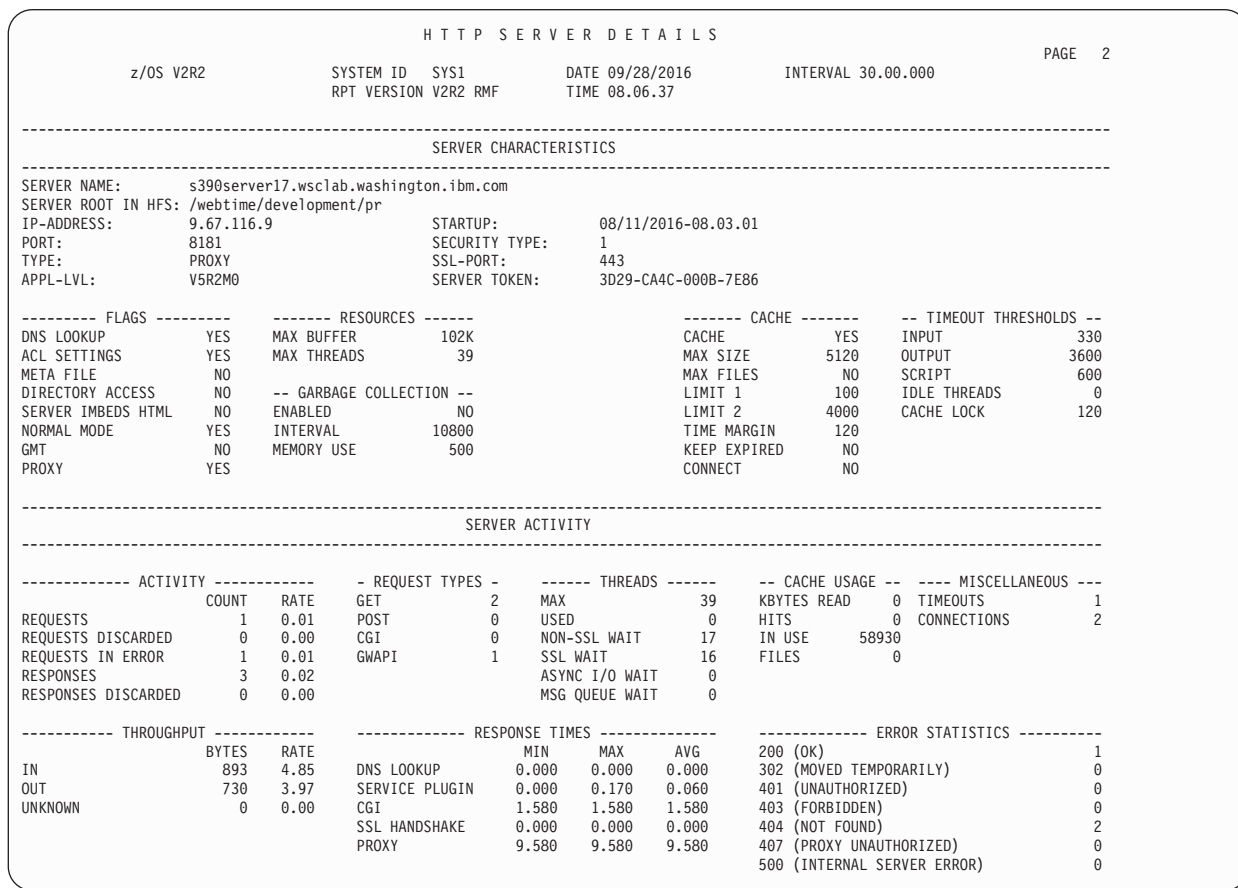 H T T P  S E R V E R  D E T A I L S
PAGE 2
z/OS V2R2 SYSTEM ID SYS1 DATE 09/28/2016 INTERVAL 30.00.000
RPT VERSION V2R2 RMF TIME 08.06.37
SERVER CHARACTERISTICS
SERVER NAME: s390server17.wsclab.washington.ibm.com
SERVER ROOT IN HFS: /webtime/development/pr
IP-ADDRESS: 9.67.116.9 STARTUP: 08/11/2016-08.03.01
PORT: 8181 SECURITY TYPE: 1
TYPE: PROXY SSL-PORT: 443
APPL-LVL: V5R2M0 SERVER TOKEN: 3D29-CA4C-000B-7E86
--------- FLAGS --------- ------- RESOURCES ------ ------- CACHE ------- -- TIMEOUT THRESHOLDS --
DNS LOOKUP YES MAX BUFFER 102K CACHE YES INPUT 330
ACL SETTINGS YES MAX THREADS 39 MAX SIZE 5120 OUTPUT 3600
META FILE NO MAX FILES NO SCRIPT 600
DIRECTORY ACCESS NO -- GARBAGE COLLECTION -- LIMIT 1 100 IDLE THREADS 0
SERVER IMBEDS HTML NO ENABLED NO LIMIT 2 4000 CACHE LOCK 120
NORMAL MODE YES INTERVAL 10800 TIME MARGIN 120
GMT NO MEMORY USE 500 KEEP EXPIRED NO
PROXY YES CONNECT NO
SERVER ACTIVITY
------------- ACTIVITY ------------ - REQUEST TYPES - ------ THREADS ------ -- CACHE USAGE -- ---- MISCELLANEOUS ---
COUNT RATE GET 2 MAX 39 KBYTES READ 0 TIMEOUTS 1
REQUESTS 1 0.01 POST 0 USED 0 HITS 0 CONNECTIONS 2
REQUESTS DISCARDED 0 0.00 CGI 0 NON-SSL WAIT 17 IN USE 58930
REQUESTS IN ERROR 1 0.01 GWAPI 1 SSL WAIT 16 FILES 0
RESPONSES 3 0.02 ASYNC I/O WAIT 0
RESPONSES DISCARDED 0 0.00 MSG QUEUE WAIT 0
----------- THROUGHPUT ------------ ------------- RESPONSE TIMES -------------- ------------- ERROR STATISTICS ----------
BYTES RATE MIN MAX AVG 200 (OK) 1
IN 893 4.85 DNS LOOKUP 0.000 0.000 0.000 302 (MOVED TEMPORARILY) 0
OUT 730 3.97 SERVICE PLUGIN 0.000 0.170 0.060 401 (UNAUTHORIZED) 0
UNKNOWN 0 0.00 CGI 1.580 1.580 1.580 403 (FORBIDDEN) 0
SSL HANDSHAKE 0.000 0.000 0.000 404 (NOT FOUND) 2
PROXY 9.580 9.580 9.580 407 (PROXY UNAUTHORIZED) 0
500 (INTERNAL SERVER ERROR) 0